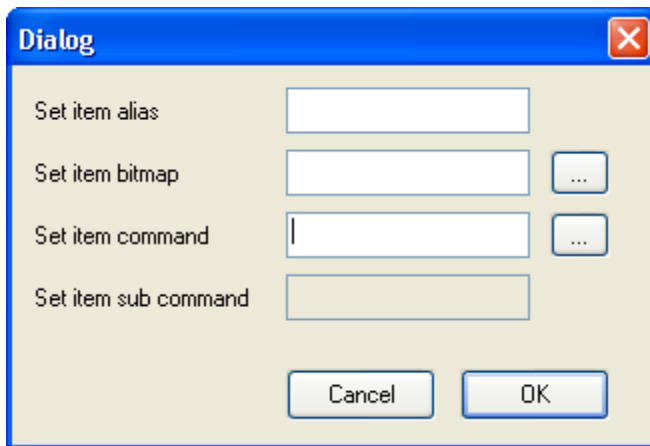 Dialog
Set item alias
Set item bitmap ...
Set item command ...
Set item sub command
Cancel OK